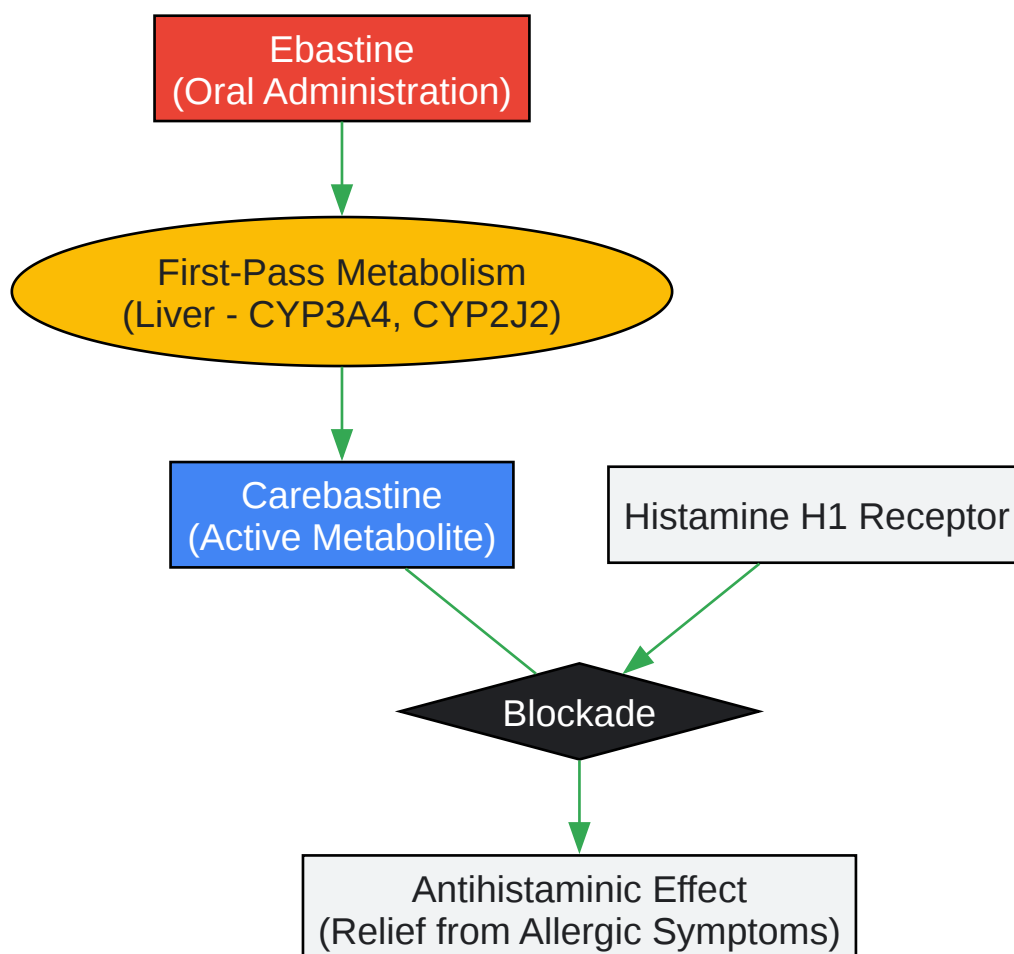 Ebastine
(Oral Administration)
First-Pass Metabolism
(Liver - CYP3A4, CYP2J2)
Carebastine
(Active Metabolite)
Histamine H1 Receptor
Blockade
Antihistaminic Effect
(Relief from Allergic Symptoms)